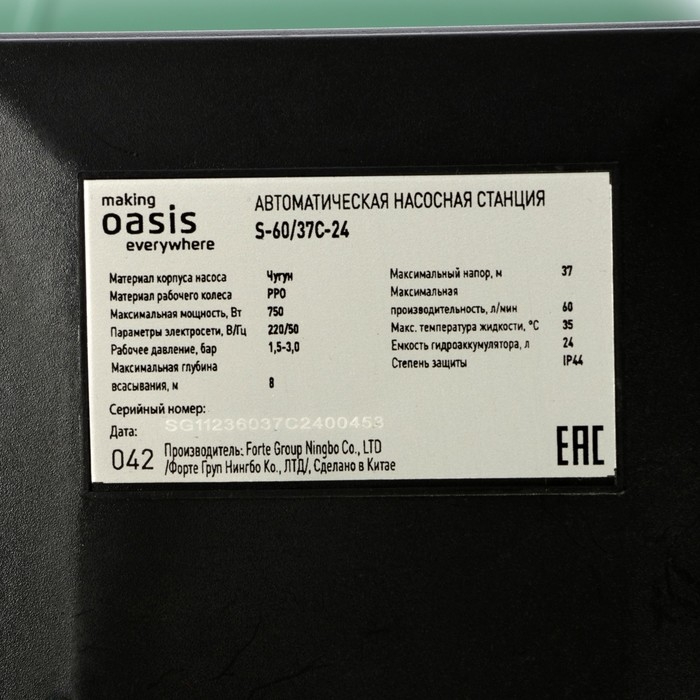 making
oasis
everywhere
АВТОМАТИЧЕСКАЯ НАСОСНАЯ СТАНЦИЯ
S-60/37C-24
Материал корпуса насоса Чугун
Материал рабочего колеса PPO
Максимальная мощность, Вт 750
Параметры электросети, В/Гц 220/50
Рабочее давление, бар 1,5-3,0
Максимальная глубина
всасывания, м 8
Максимальный напор, м 37
Максимальная
производительность, л/мин 60
Макс. температура жидкости, °C 35
Емкость гидроаккумулятора, л 24
Степень защиты IP44
Серийный номер: SG11236037C2400453
Дата:
042
Производитель: Forte Group Ningbo Co., LTD
/Форте Груп Нингбо Ко., ЛТД/, Сделано в Китае
EAC